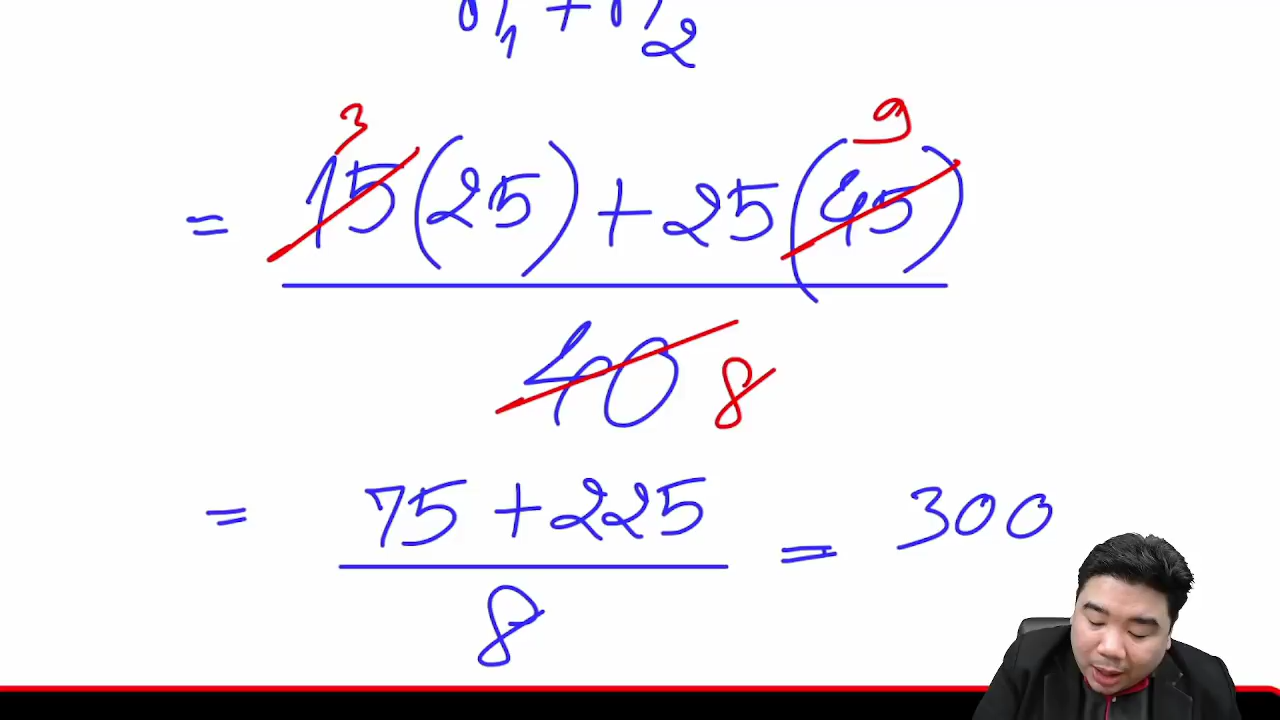 = 15(25) + 25(45)
3 9
40 8
= 75 + 225 = 300
8